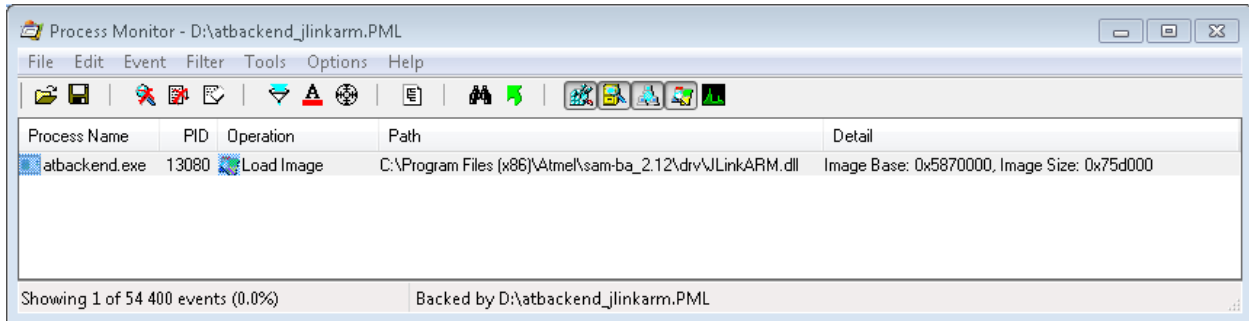 Process Monitor - D:\atbackend_jlinkarm.PML
File Edit Event Filter Tools Options Help
Process Name PID Operation Path Detail
atbackend.exe 13080 Load Image C:\Program Files (x86)\Atmel\sam-ba_2.12\drv\JLinkARM.dll Image Base: 0x5870000, Image Size: 0x75d000
Showing 1 of 54 400 events (0.0%) Backed by D:\atbackend_jlinkarm.PML